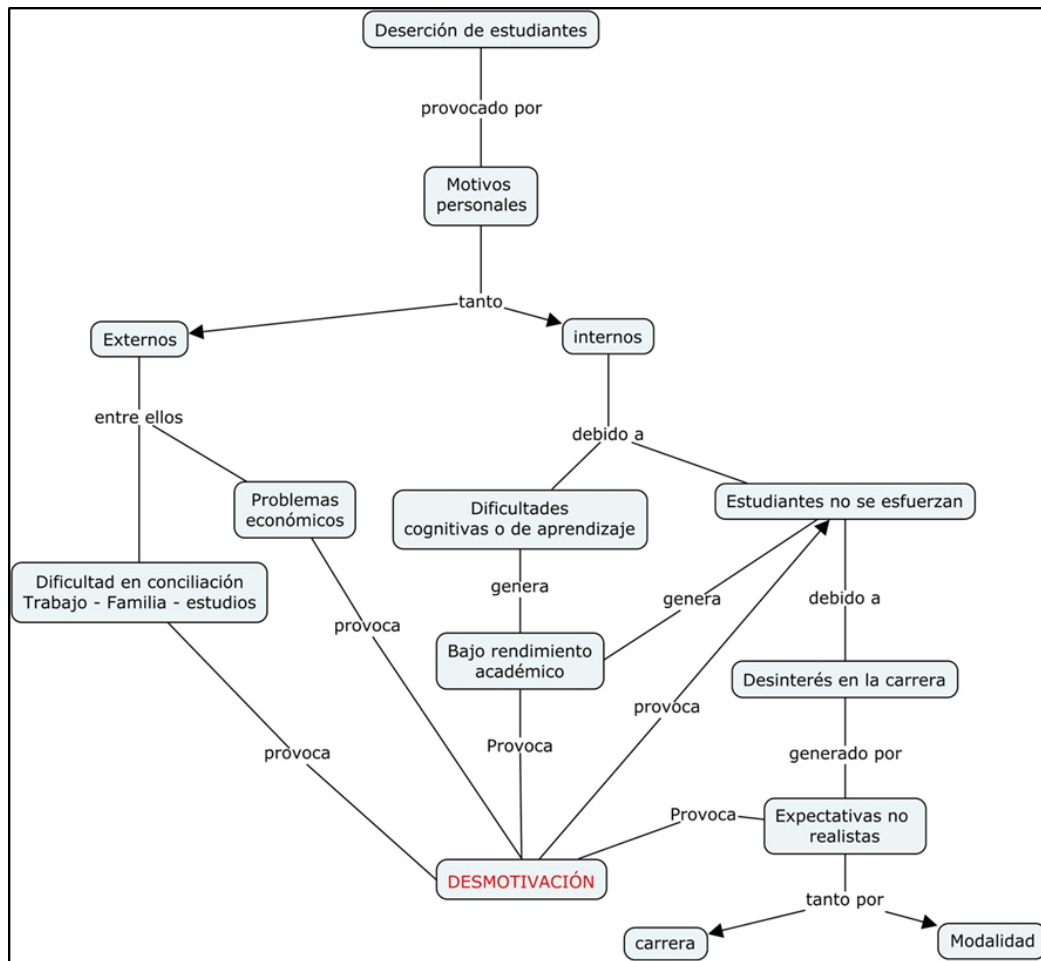 Deserción de estudiantes
provocado por
Motivos
personales
tanto
Externos
internos
entre ellos
debido a
Problemas
económicos
Dificultades
cognitivas o de aprendizaje
Estudiantes no se esfuerzan
Dificultad en conciliación
Trabajo - Familia - estudios
genera
genera
debido a
provoca
Bajo rendimiento
académico
Desinterés en la carrera
provoca
provoca
Provoca
generado por
Provoca
Expectativas no
realistas
DESMOTIVACIÓN
tanto por
carrera
Modalidad